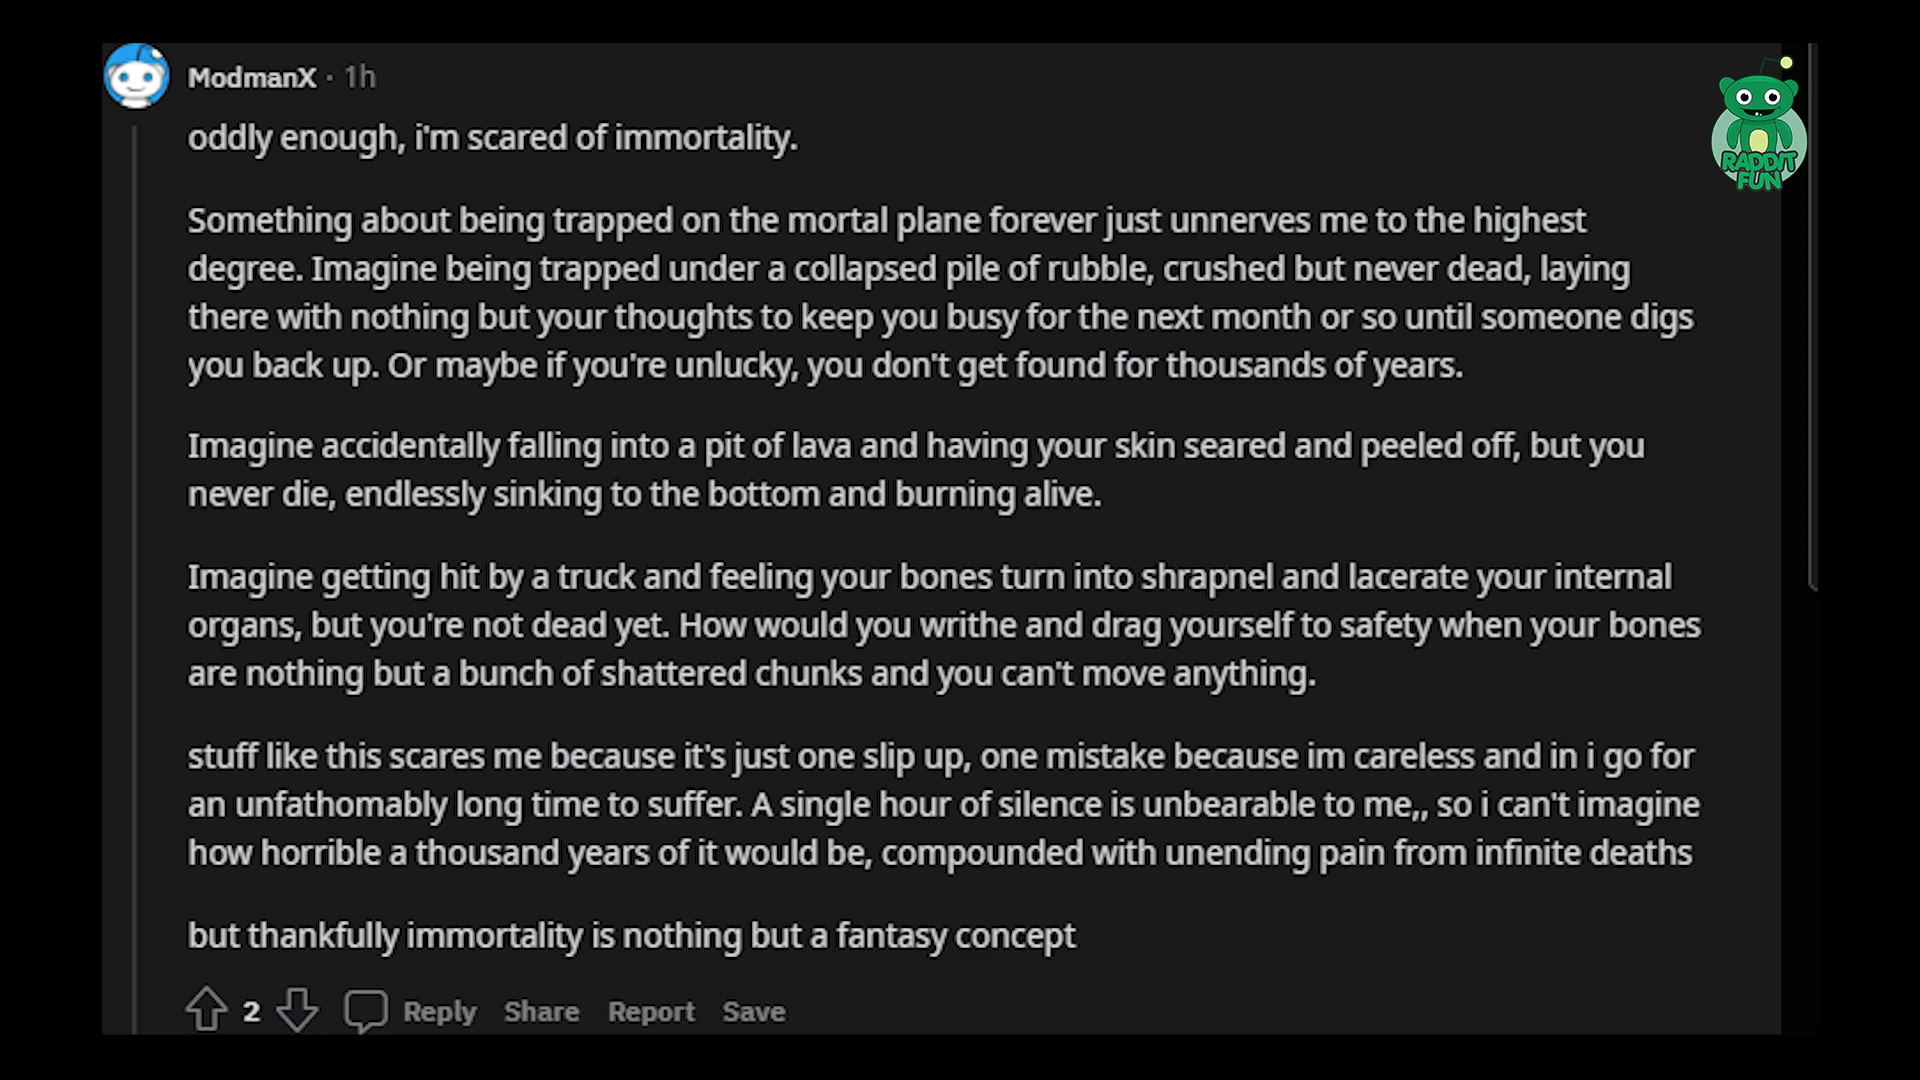 ModmanX · 1h
oddly enough, i'm scared of immortality.
RADDIT
FUN
Something about being trapped on the mortal plane forever just unnerves me to the highest
degree. Imagine being trapped under a collapsed pile of rubble, crushed but never dead, laying
there with nothing but your thoughts to keep you busy for the next month or so until someone digs
you back up. Or maybe if you're unlucky, you don't get found for thousands of years.
Imagine accidentally falling into a pit of lava and having your skin seared and peeled off, but you
never die, endlessly sinking to the bottom and burning alive.
Imagine getting hit by a truck and feeling your bones turn into shrapnel and lacerate your internal
organs, but you're not dead yet. How would you writhe and drag yourself to safety when your bones
are nothing but a bunch of shattered chunks and you can't move anything.
stuff like this scares me because it's just one slip up, one mistake because im careless and in i go for
an unfathomably long time to suffer. A single hour of silence is unbearable to me,, so i can't imagine
how horrible a thousand years of it would be, compounded with unending pain from infinite deaths
but thankfully immortality is nothing but a fantasy concept
2 Reply Share Report Save